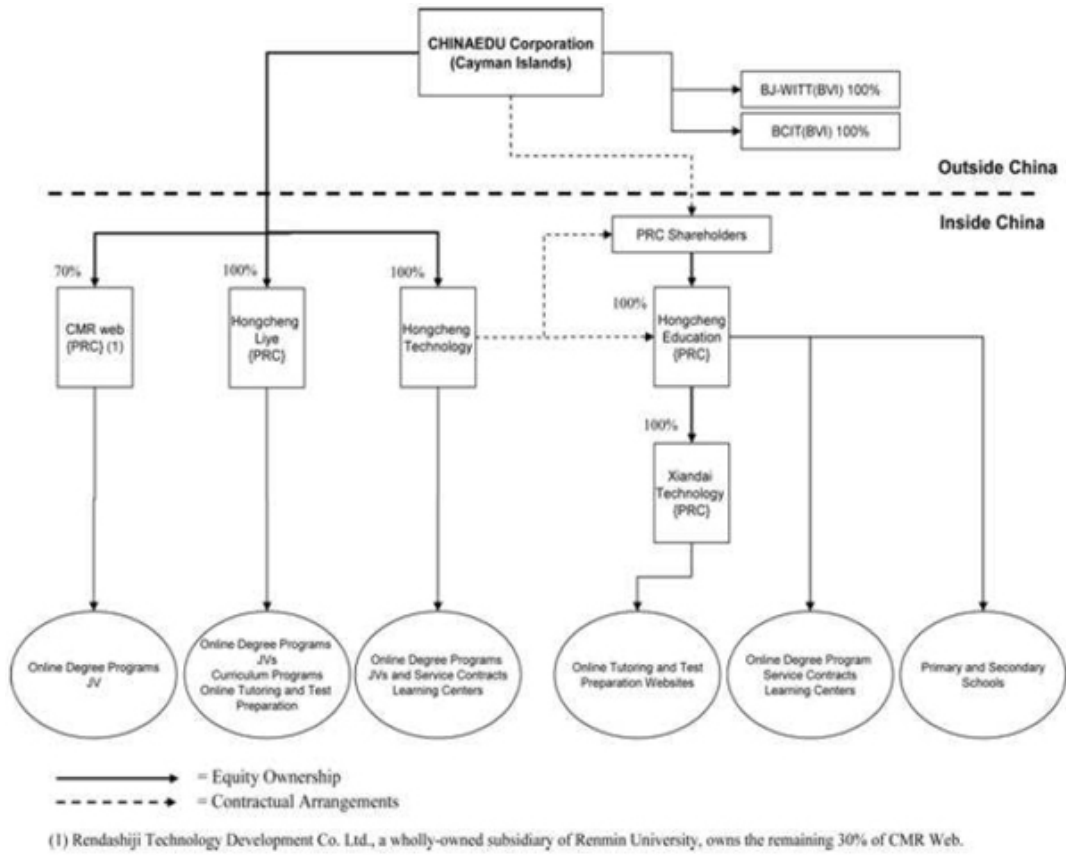 CHINAEDU Corporation
(Cayman Islands)
BJ-WITT(BVI) 100%
BCIT(BVI) 100%
Outside China
Inside China
PRC Shareholders
70%
100%
100%
100%
CMR web
{PRC} (1)
Hongcheng
Liye
{PRC}
Hongcheng
Technology
Hongcheng
Education
{PRC}
100%
Xiandai
Technology
{PRC}
Online Degree Programs
JV
Online Degree Programs
JVs
Curriculum Programs
Online Tutoring and Test
Preparation
Online Degree Programs
JVs and Service Contracts
Learning Centers
Online Tutoring and Test
Preparation Websites
Online Degree Program
Service Contracts
Learning Centers
Primary and Secondary
Schools
= Equity Ownership
= Contractual Arrangements
(1) Rendashiji Technology Development Co. Ltd., a wholly-owned subsidiary of Renmin University, owns the remaining 30% of CMR Web.